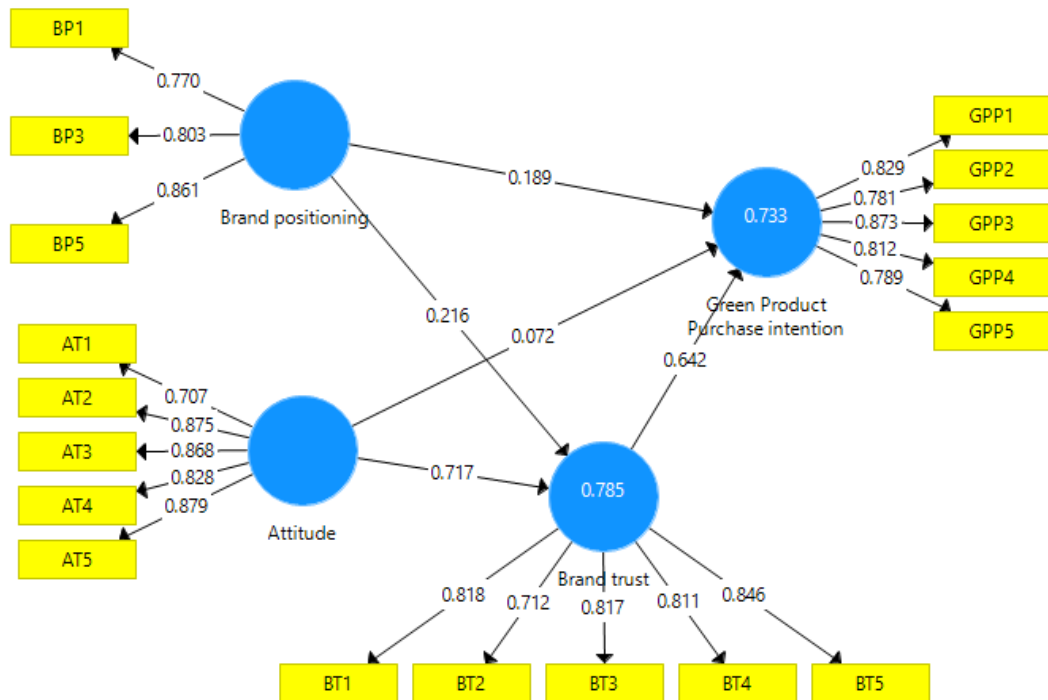 BP1
0.770
BP3
0.803
0.861
BP5
Brand positioning
0.189
0.216
GPP1
0.829
GPP2
0.781
0.733
GPP3
0.873
0.812
GPP4
0.789
GPP5
Green Product
Purchase intention
AT1
0.707
AT2
0.875
AT3
0.868
0.828
AT4
0.879
AT5
Attitude
0.072
0.717
0.642
0.785
Brand trust
0.818
0.712
0.817
0.811
0.846
BT1
BT2
BT3
BT4
BT5